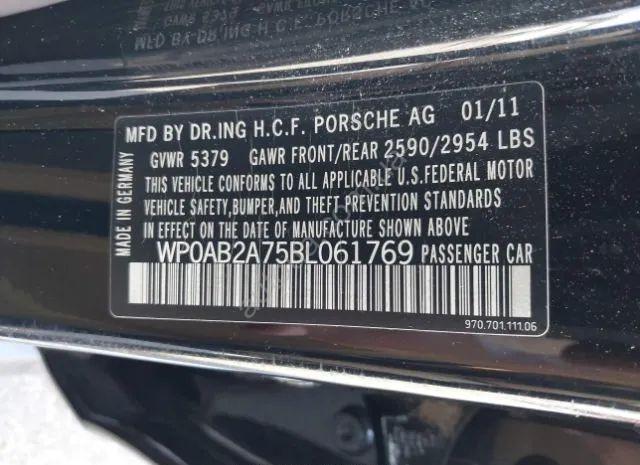 MFD BY DR.ING H.C.F. PORSCHE AG 01/11
GVWR 5379 GAWR FRONT/REAR 2590/2954 LBS
THIS VEHICLE CONFORMS TO ALL APPLICABLE U.S.FEDERAL MOTOR
VEHICLE SAFETY,BUMPER, AND THEFT PREVENTION STANDARDS
IN EFFECT ON THE DATE OF MANUFACTURE SHOWN ABOVE
WP0AB2A75BL061769 PASSENGER CAR
MADE IN GERMANY
970.701.111.06